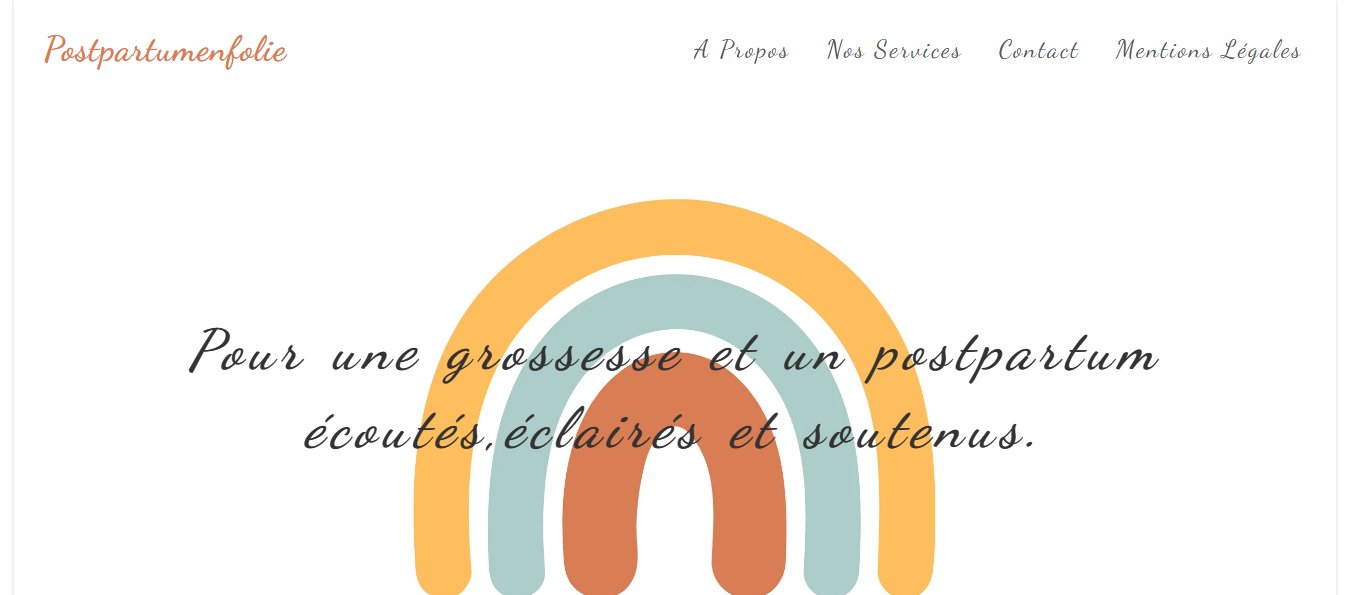 Postpartumenfolie
A Propos Nos Services Contact Mentions Légales
Pour une grossesse et un postpartum
écoutés,éclairés et soutenus.